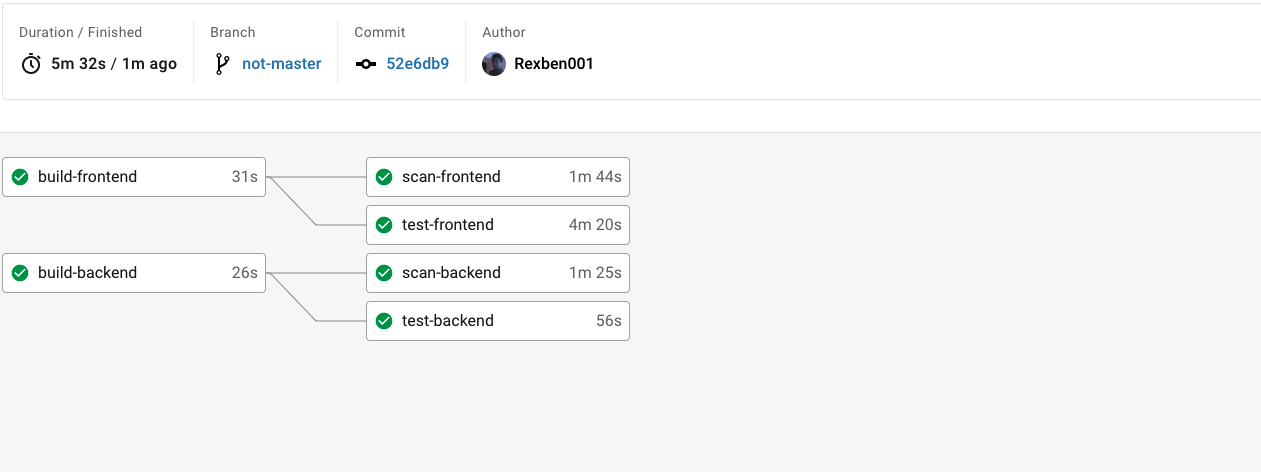 Duration / Finished
Branch
Commit
Author
5m 32s / 1m ago
not-master
52e6db9
Rexben001
build-frontend 31s
scan-frontend 1m 44s
test-frontend 4m 20s
build-backend 26s
scan-backend 1m 25s
test-backend 56s